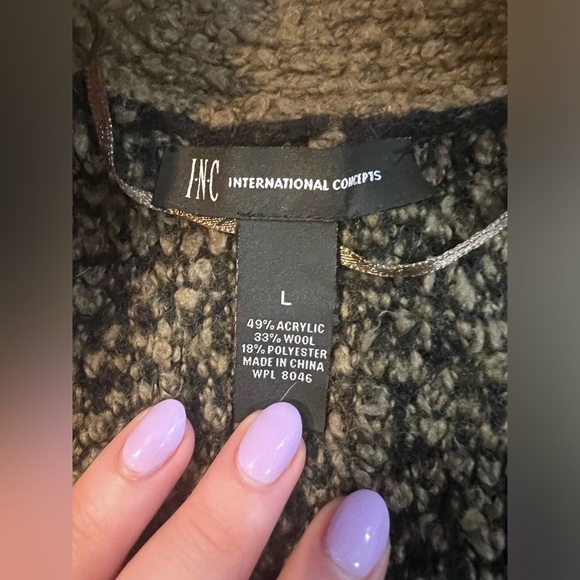 I·N·C INTERNATIONAL CONCEPTS
L
49% ACRYLIC
33% WOOL
18% POLYESTER
MADE IN CHINA
WPL 8046